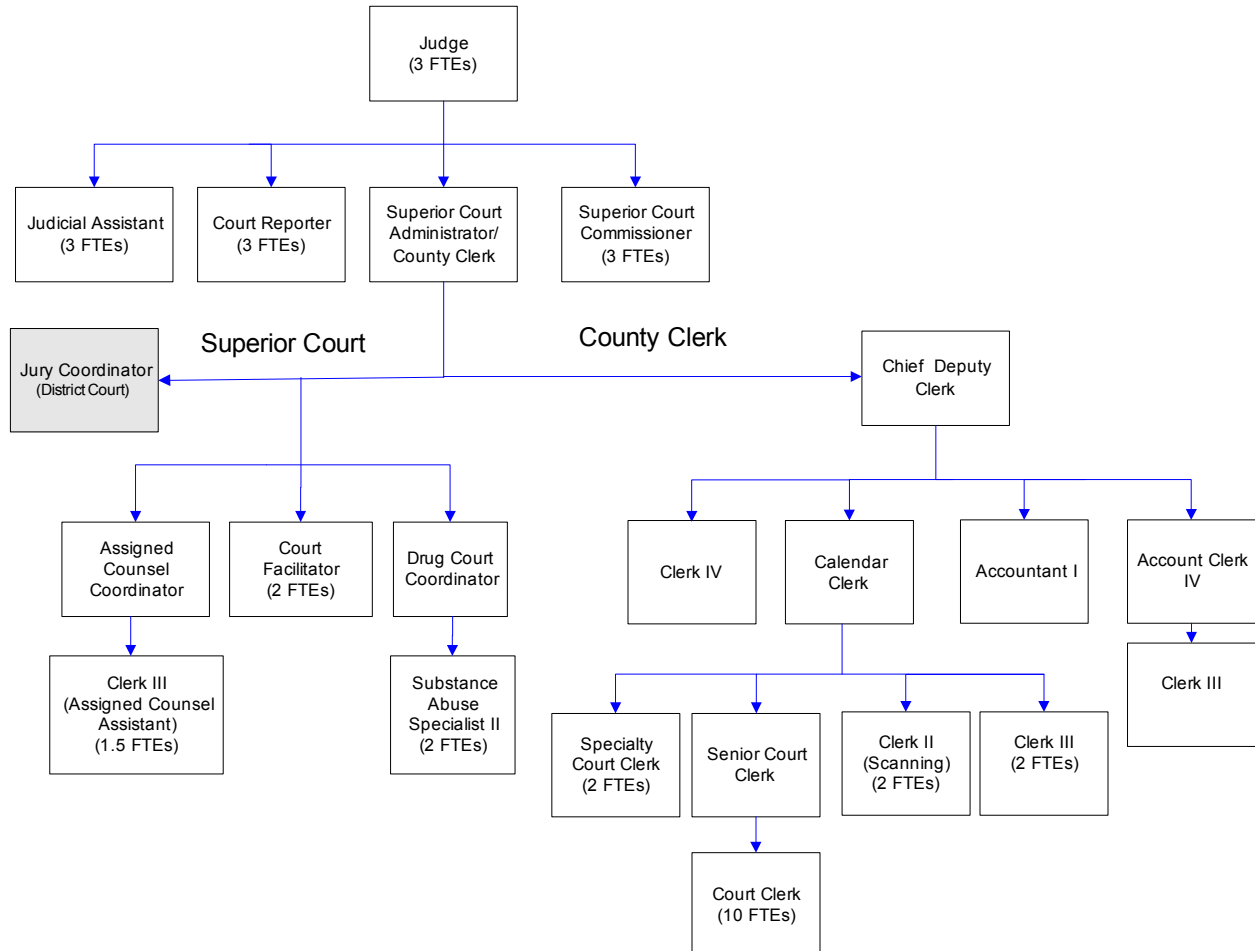 Judge
(3 FTEs)
Judicial Assistant
(3 FTEs)
Court Reporter
(3 FTEs)
Superior Court
Administrator/
County Clerk
Superior Court
Commissioner
(3 FTEs)
Superior Court
County Clerk
Jury Coordinator
(District Court)
Chief Deputy
Clerk
Assigned
Counsel
Coordinator
Court
Facilitator
(2 FTEs)
Drug Court
Coordinator
Clerk IV
Calendar
Clerk
Accountant I
Account Clerk
IV
Clerk III
(Assigned Counsel
Assistant)
(1.5 FTEs)
Substance
Abuse
Specialist II
(2 FTEs)
Clerk III
Specialty
Court Clerk
(2 FTEs)
Senior Court
Clerk
Clerk II
(Scanning)
(2 FTEs)
Clerk III
(2 FTEs)
Court Clerk
(10 FTEs)